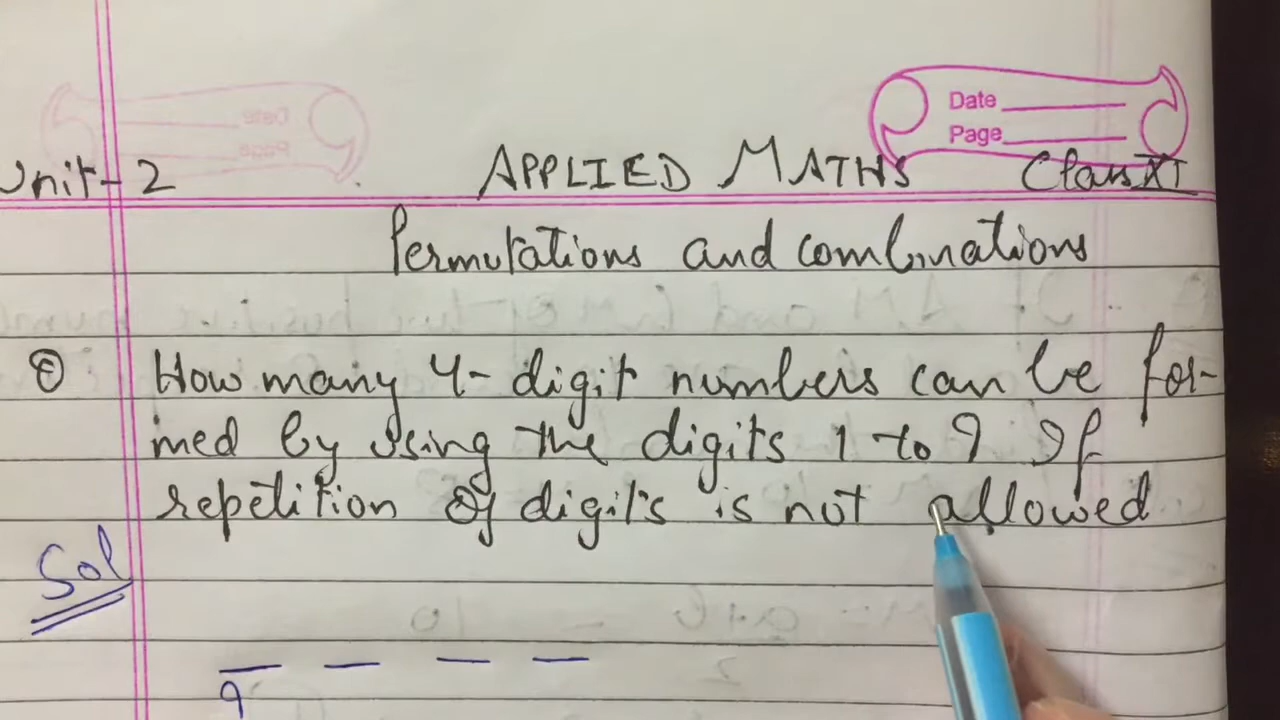 Date
Page
Unit-2 APPLIED MATHS Class XI
Permutations and combinations
Q How many 4-digit numbers can be for-
med by using the digits 1 to 9 If
repetition of digits is not allowed
Sol
9